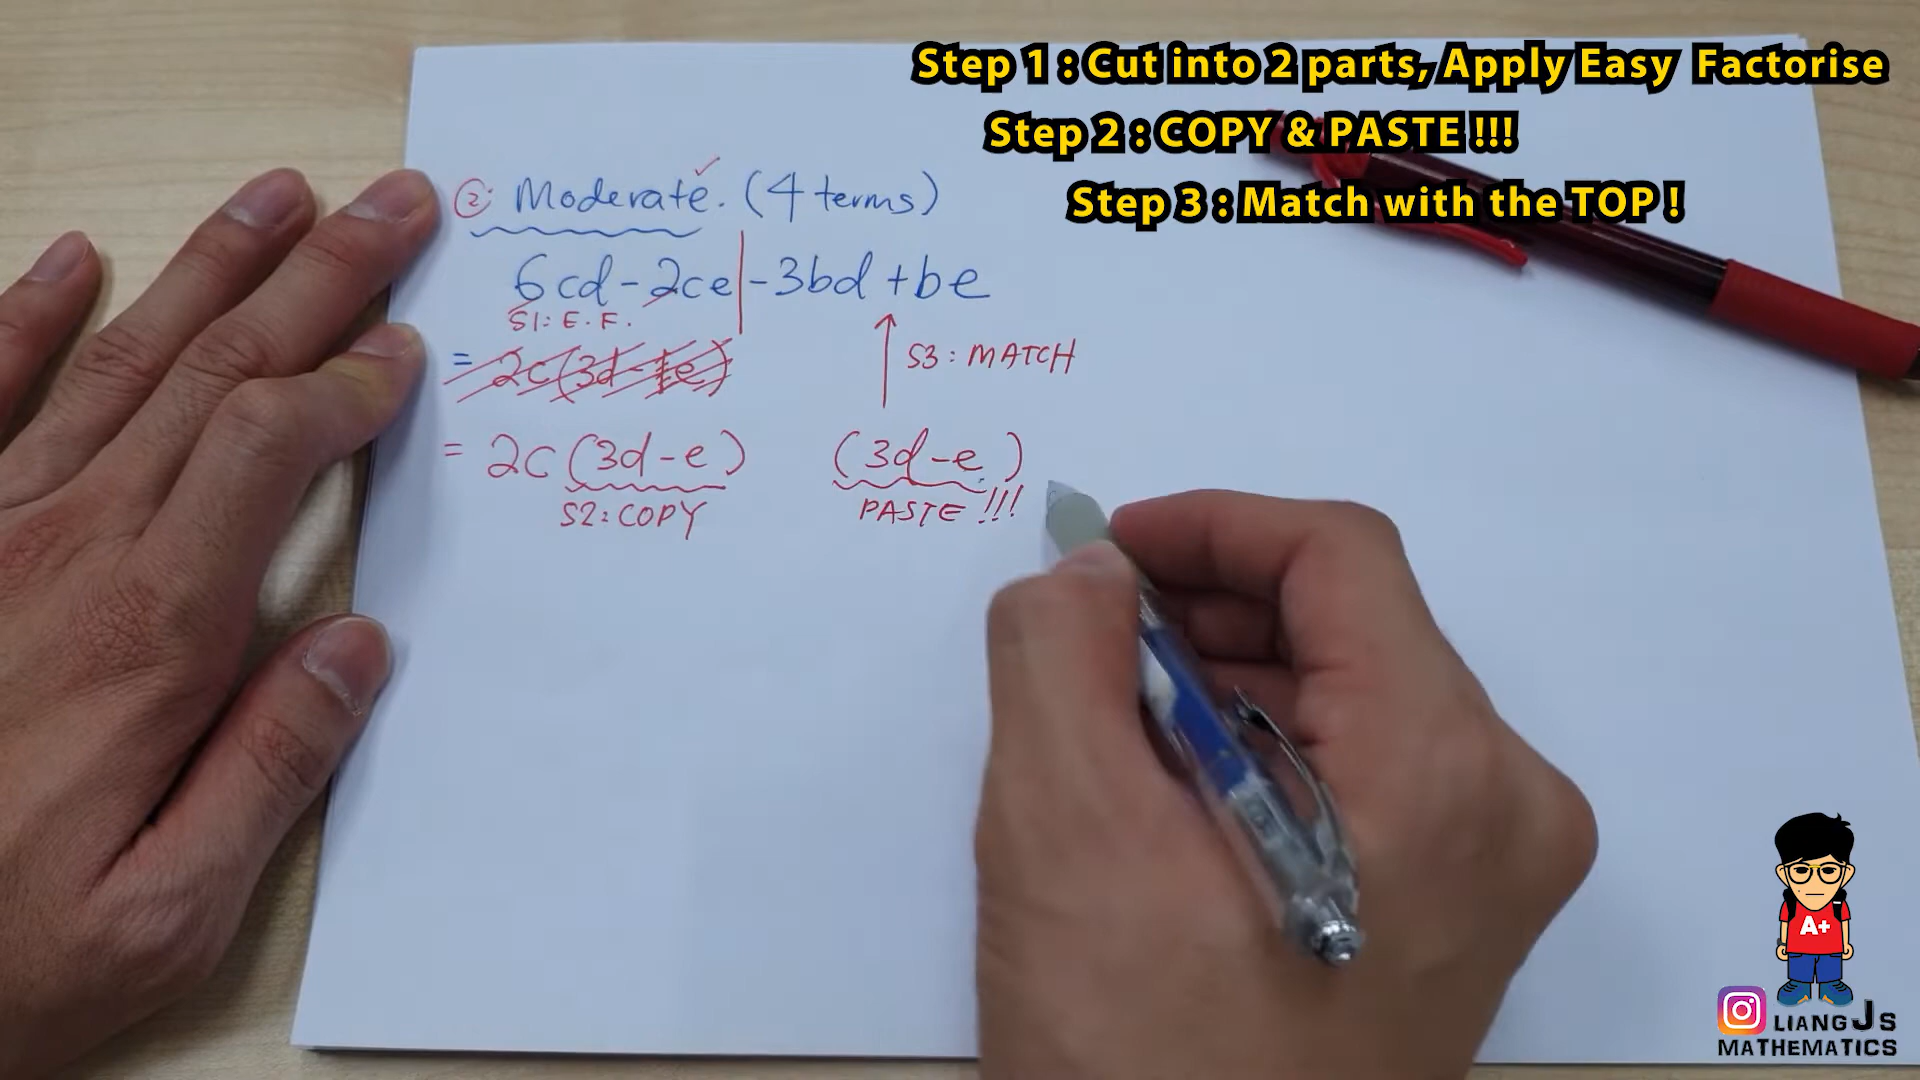 Step 1 : Cut into 2 parts, Apply Easy Factorise
Step 2 : COPY & PASTE !!!
Step 3 : Match with the TOP !
②: Moderate. (4 terms)
6cd - 2ce | - 3bd + be
S1: E. F.
= 2c(3d - e)
S3 : MATCH
= 2c (3d - e) (3d - e)
S2: COPY PASTE !!!
A+
LIANG JS
MATHEMATICS